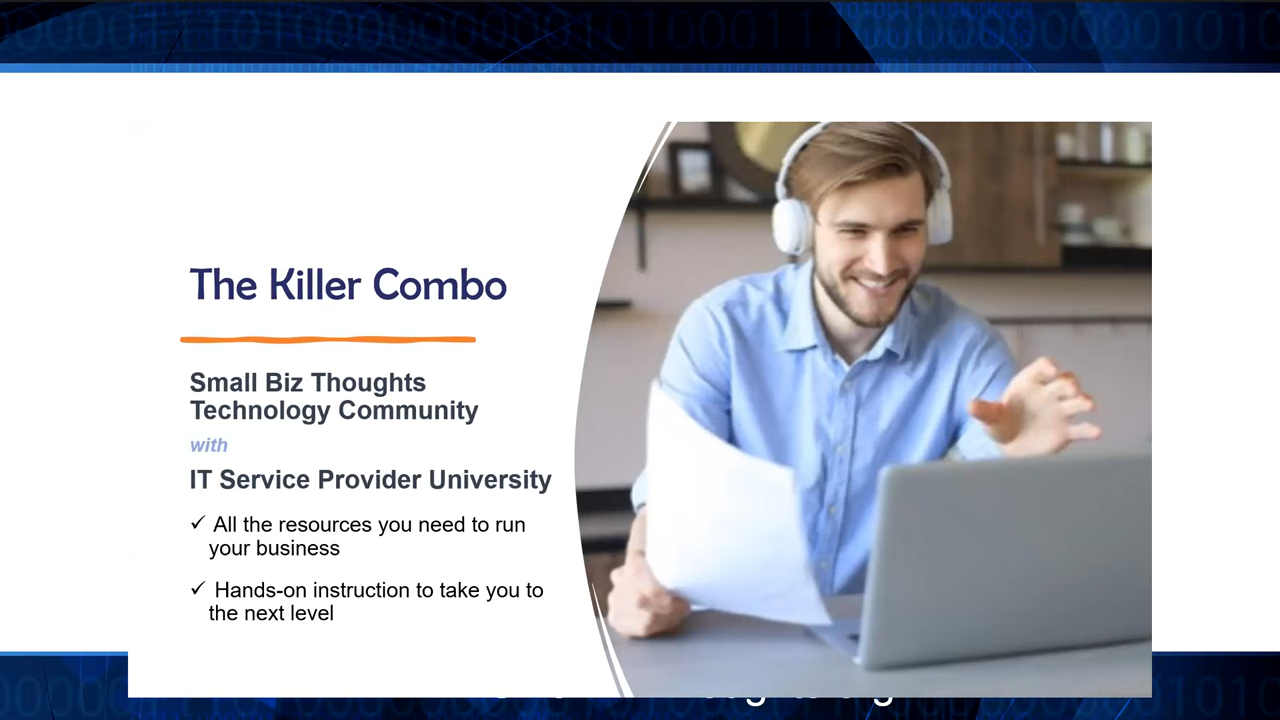 The Killer Combo
Small Biz Thoughts
Technology Community
with
IT Service Provider University
✓ All the resources you need to run
your business
✓ Hands-on instruction to take you to
the next level